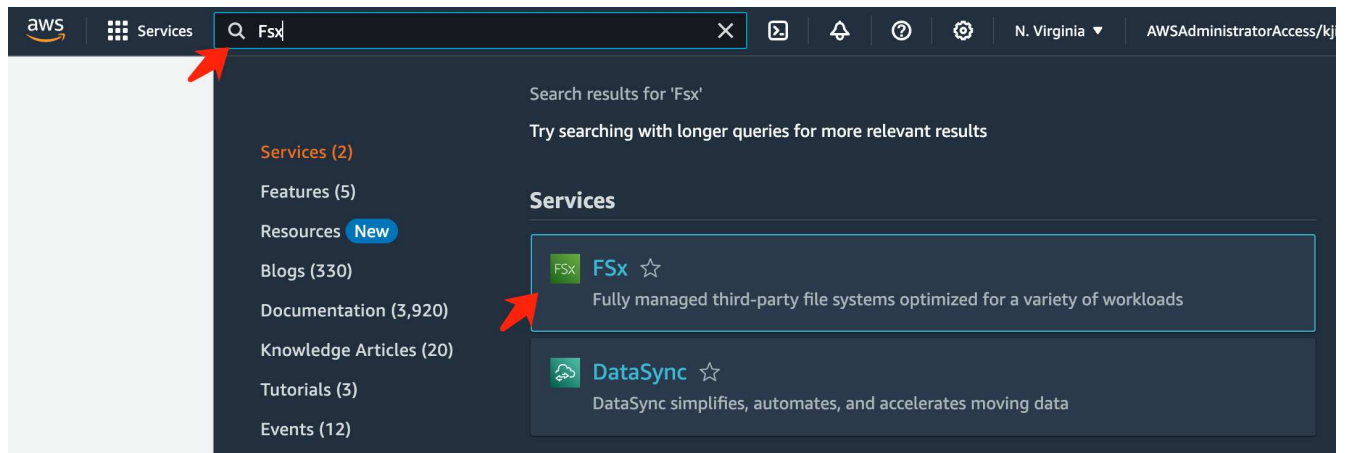 aws
Services
Fsx
N. Virginia
AWSAdministratorAccess/kji
Search results for 'Fsx'
Try searching with longer queries for more relevant results
Services (2)
Features (5)
Resources New
Blogs (330)
Documentation (3,920)
Knowledge Articles (20)
Tutorials (3)
Events (12)
Services
FSx
FSx
Fully managed third-party file systems optimized for a variety of workloads
DataSync
DataSync simplifies, automates, and accelerates moving data